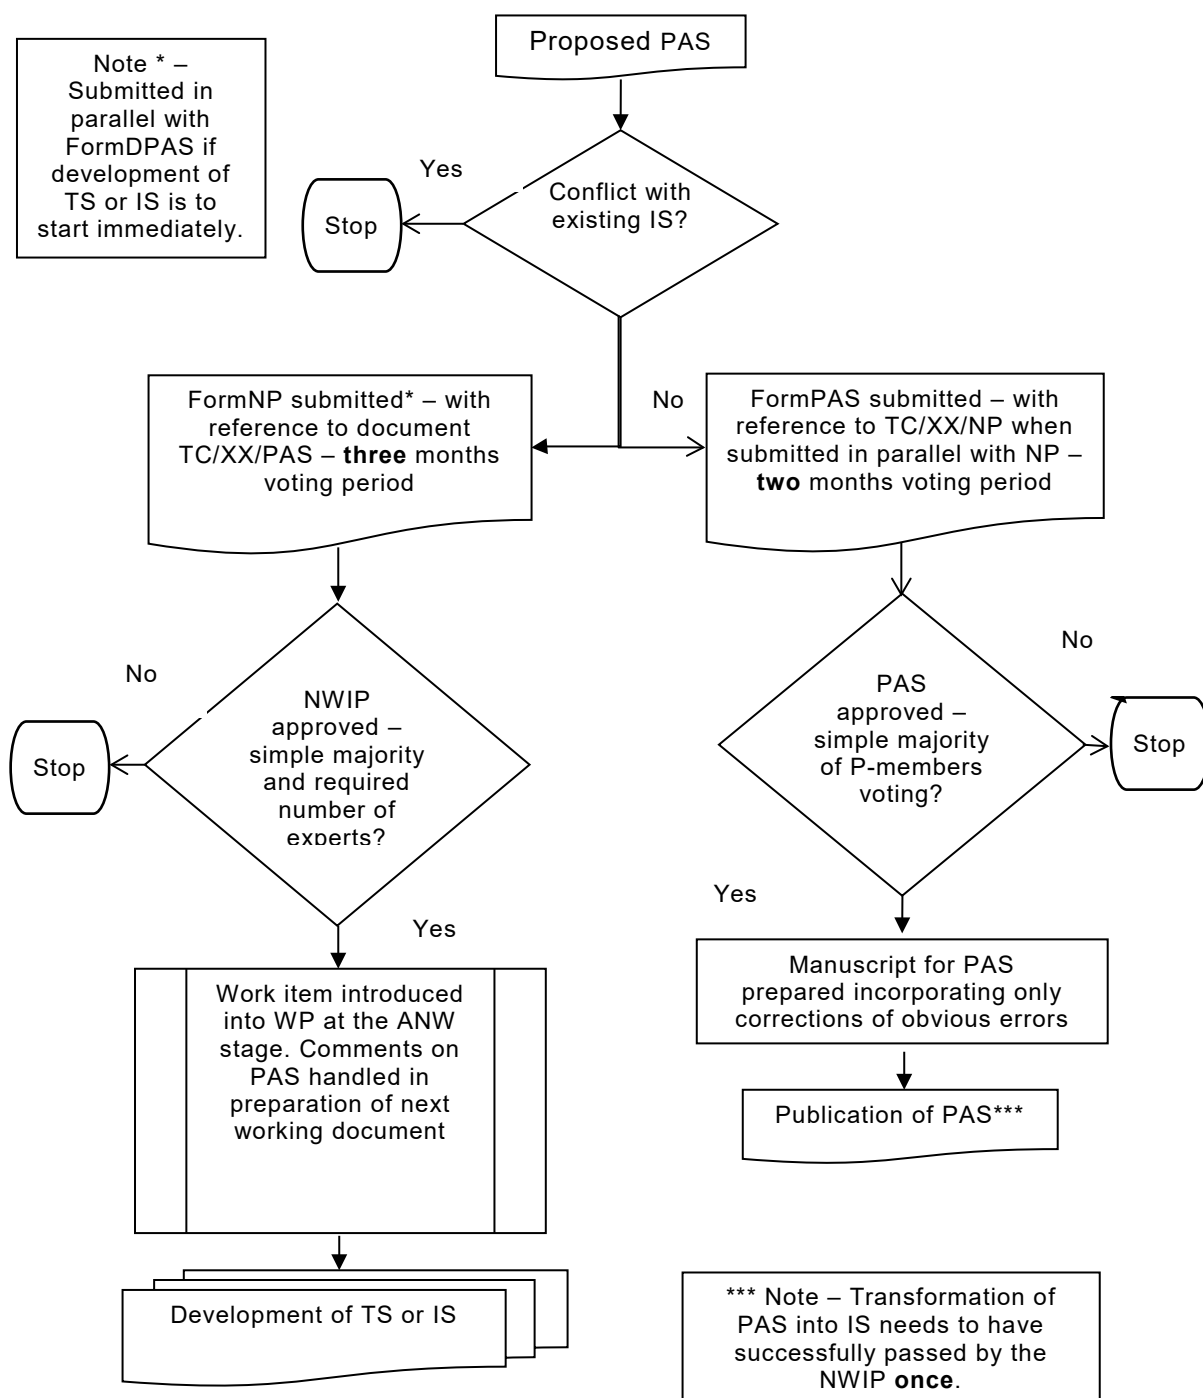 Proposed PAS
Note * –
Submitted in
parallel with
FormDPAS if
development of
TS or IS is to
start immediately.
Yes
Conflict with
existing IS?
Stop
FormNP submitted* – with
reference to document
TC/XX/PAS – three months
voting period
No
FormPAS submitted – with
reference to TC/XX/NP when
submitted in parallel with NP –
two months voting period
No
NWIP
approved –
simple majority
and required
number of
experts?
Stop
No
PAS
approved –
simple majority
of P-members
voting?
Stop
Yes
Yes
Work item introduced
into WP at the ANW
stage. Comments on
PAS handled in
preparation of next
working document
Manuscript for PAS
prepared incorporating only
corrections of obvious errors
Publication of PAS***
Development of TS or IS
*** Note – Transformation of
PAS into IS needs to have
successfully passed by the
NWIP once.